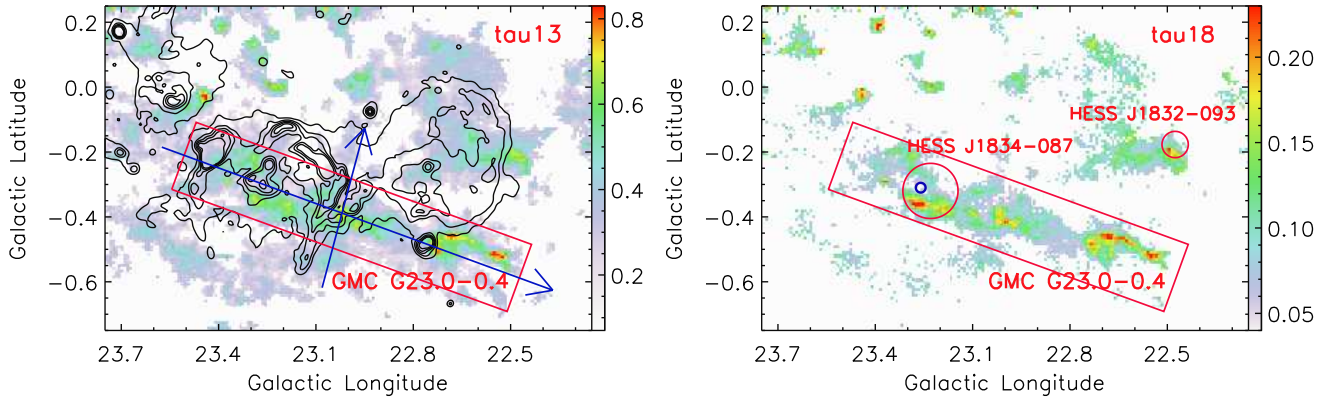 0.2
0.0
−0.2
−0.4
−0.6
Galactic Latitude
23.7 23.4 23.1 22.8 22.5
Galactic Longitude
tau13
GMC G23.0−0.4
0.8
0.6
0.4
0.2
0.2
0.0
−0.2
−0.4
−0.6
Galactic Latitude
23.7 23.4 23.1 22.8 22.5
Galactic Longitude
tau18
HESS J1832−093
HESS J1834−087
GMC G23.0−0.4
0.20
0.15
0.10
0.05